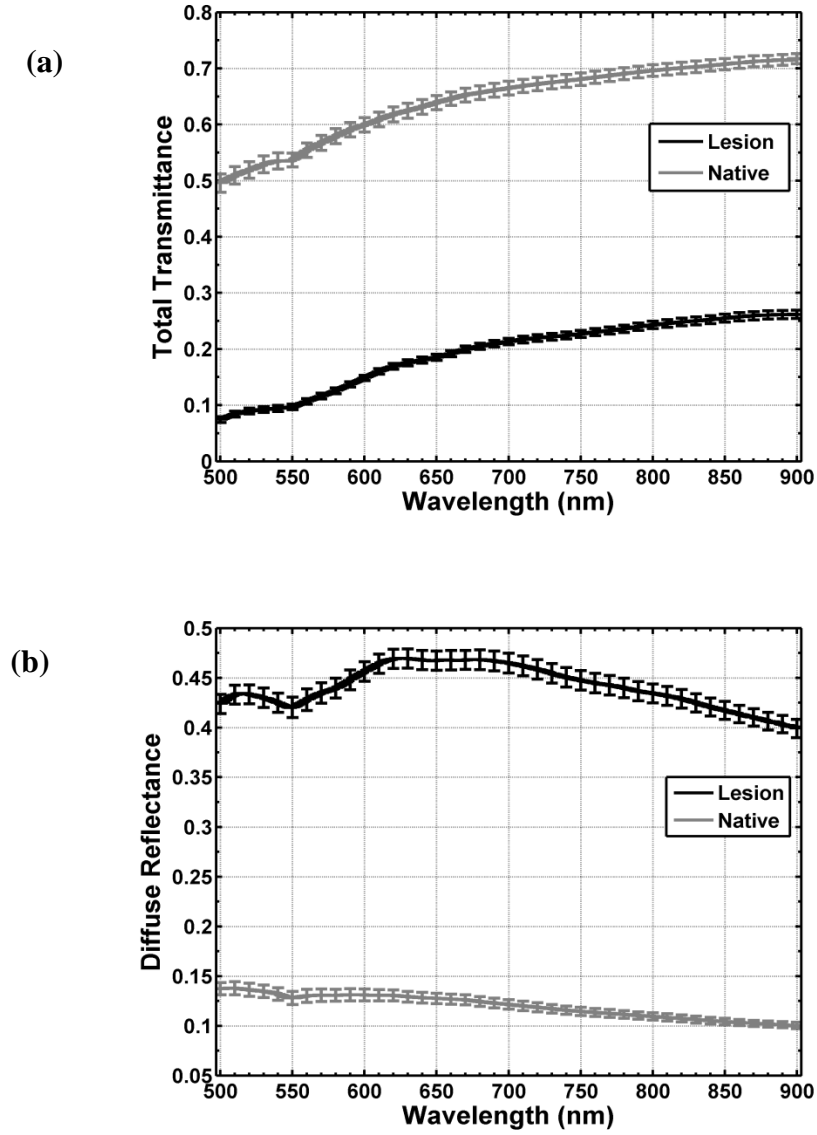 (a)
Total Transmittance
0.8
0.7
0.6
0.5
0.4
0.3
0.2
0.1
0
Lesion
Native
500 550 600 650 700 750 800 850 900
Wavelength (nm)
(b)
Diffuse Reflectance
0.5
0.45
0.4
0.35
0.3
0.25
0.2
0.15
0.1
0.05
Lesion
Native
500 550 600 650 700 750 800 850 900
Wavelength (nm)